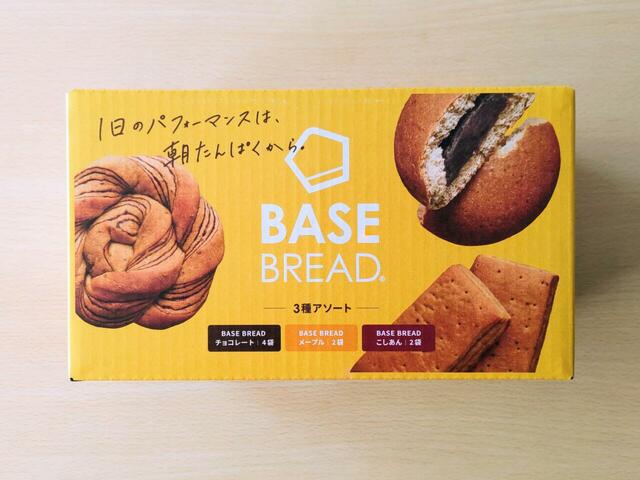 1日のパフォーマンスは、
朝たんぱくから。
BASE
BREAD®
3種アソート
BASE BREAD
チョコレート | 4袋
BASE BREAD
メープル | 2袋
BASE BREAD
こしあん | 2袋